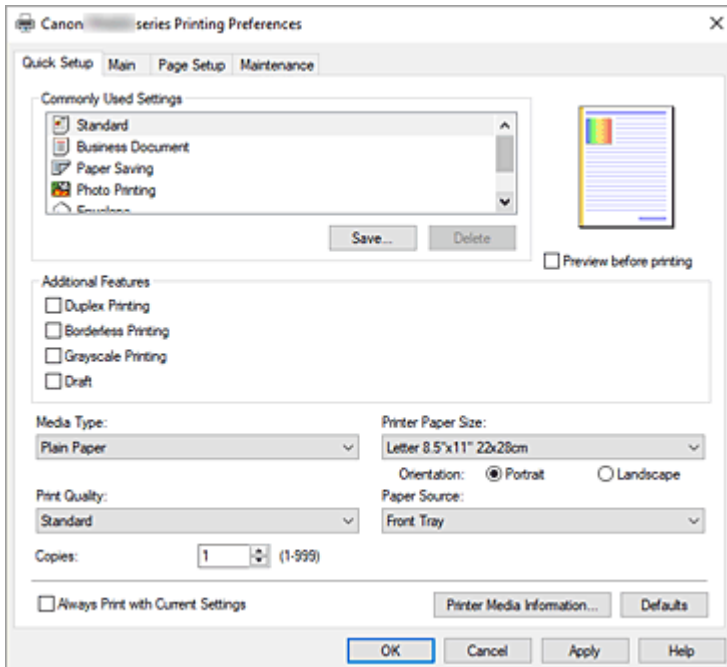 Canon series Printing Preferences
Quick Setup Main Page Setup Maintenance
Commonly Used Settings
Standard
Business Document
Paper Saving
Photo Printing
Envelope
Save... Delete
Preview before printing
Additional Features
Duplex Printing
Borderless Printing
Grayscale Printing
Draft
Media Type: Printer Paper Size:
Plain Paper Letter 8.5"x11" 22x28cm
Orientation: Portrait Landscape
Print Quality: Paper Source:
Standard Front Tray
Copies: 1 (1-999)
Always Print with Current Settings Printer Media Information... Defaults
OK Cancel Apply Help